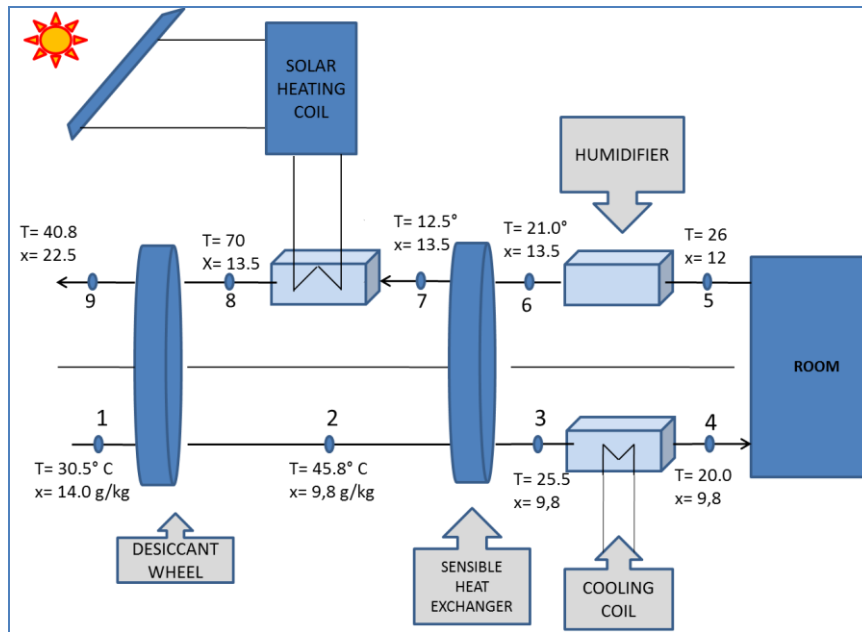 SOLAR
HEATING
COIL
HUMIDIFIER
T= 40.8
x= 22.5
T= 70
X= 13.5
T= 12.5°
x= 13.5
T= 21.0°
x= 13.5
T= 26
x= 12
9
8
7
6
5
ROOM
1
2
3
4
T= 30.5° C
x= 14.0 g/kg
T= 45.8° C
x= 9,8 g/kg
T= 25.5
x= 9,8
T= 20.0
x= 9,8
DESICCANT
WHEEL
SENSIBLE
HEAT
EXCHANGER
COOLING
COIL